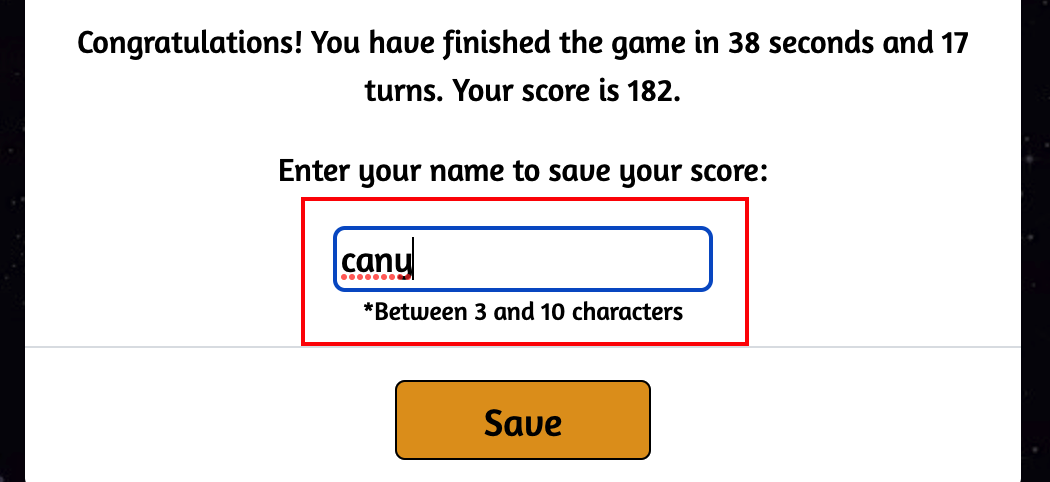 Congratulations! You have finished the game in 38 seconds and 17
turns. Your score is 182.
Enter your name to save your score:
cany
*Between 3 and 10 characters
Save